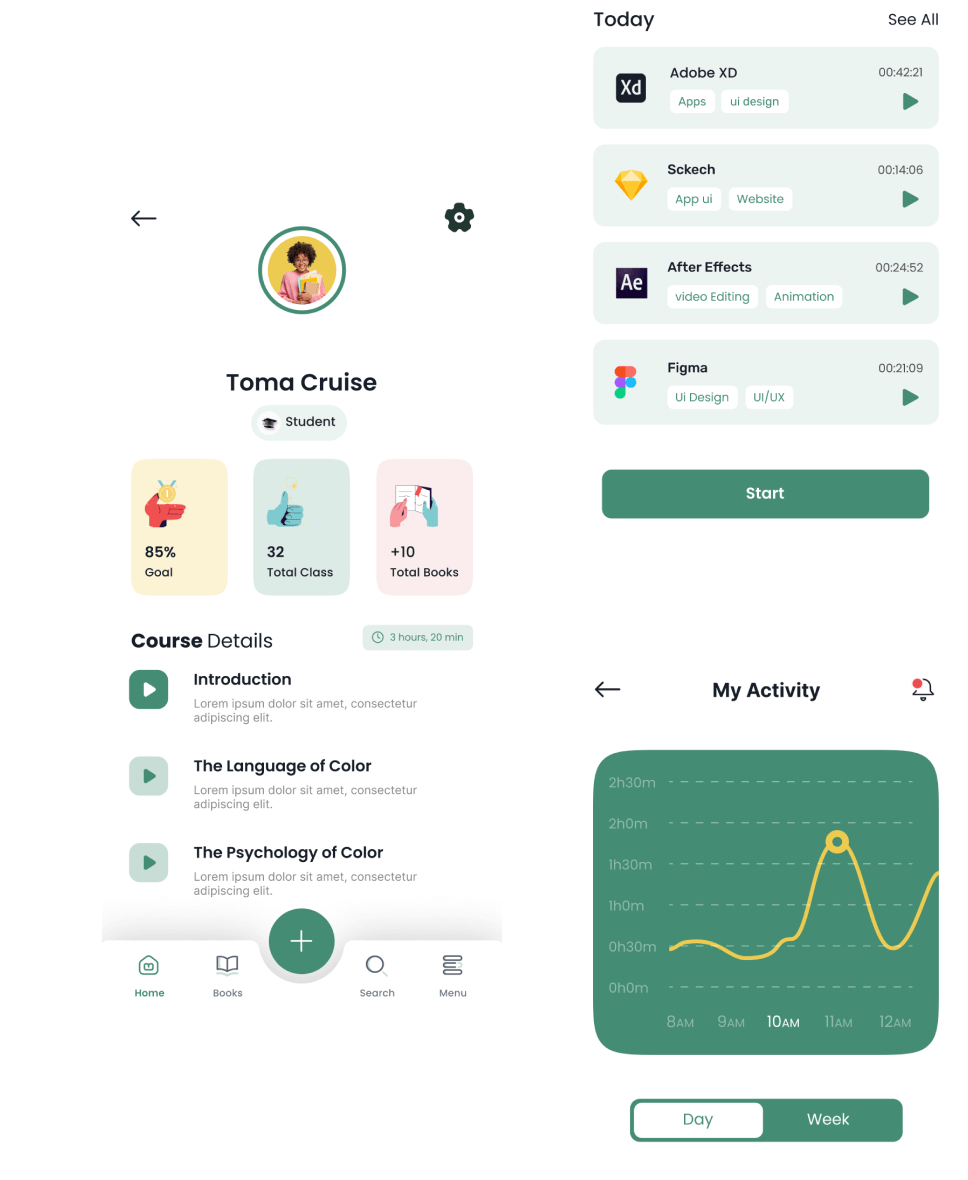 Toma Cruise
Student
85%
Goal
32
Total Class
+10
Total Books
Course Details
3 hours, 20 min
Introduction
Lorem ipsum dolor sit amet, consectetur
adipiscing elit.
The Language of Color
Lorem ipsum dolor sit amet, consectetur
adipiscing elit.
The Psychology of Color
Lorem ipsum dolor sit amet, consectetur
adipiscing elit.
Home
Books
Search
Menu
Today
See All
Xd
Adobe XD
00:42:21
Apps
ui design
Sckech
00:14:06
App ui
Website
Ae
After Effects
00:24:52
video Editing
Animation
Figma
00:21:09
Ui Design
UI/UX
Start
My Activity
2h30m
2h0m
1h30m
1h0m
0h30m
0h0m
8AM 9AM 10AM 11AM 12AM
Day
Week